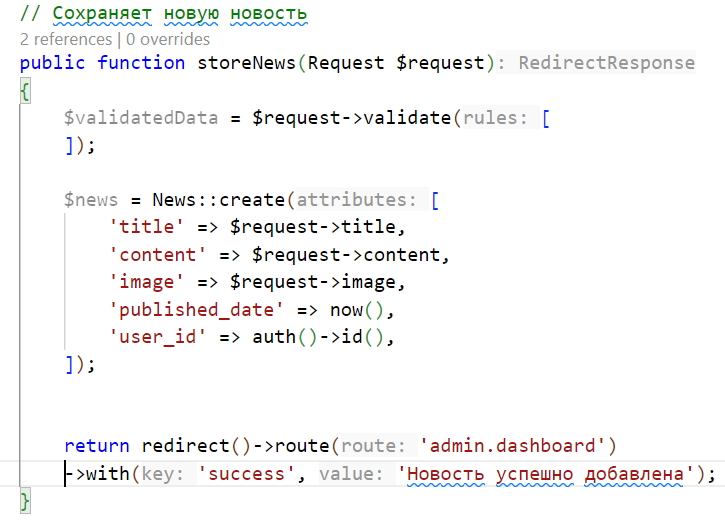 // Сохраняет новую новость
2 references | 0 overrides
public function storeNews(Request $request): RedirectResponse
{
$validatedData = $request->validate(rules: [
]);
$news = News::create(attributes: [
'title' => $request->title,
'content' => $request->content,
'image' => $request->image,
'published_date' => now(),
'user_id' => auth()->id(),
]);
return redirect()->route(route: 'admin.dashboard')
->with(key: 'success', value: 'Новость успешно добавлена');
}